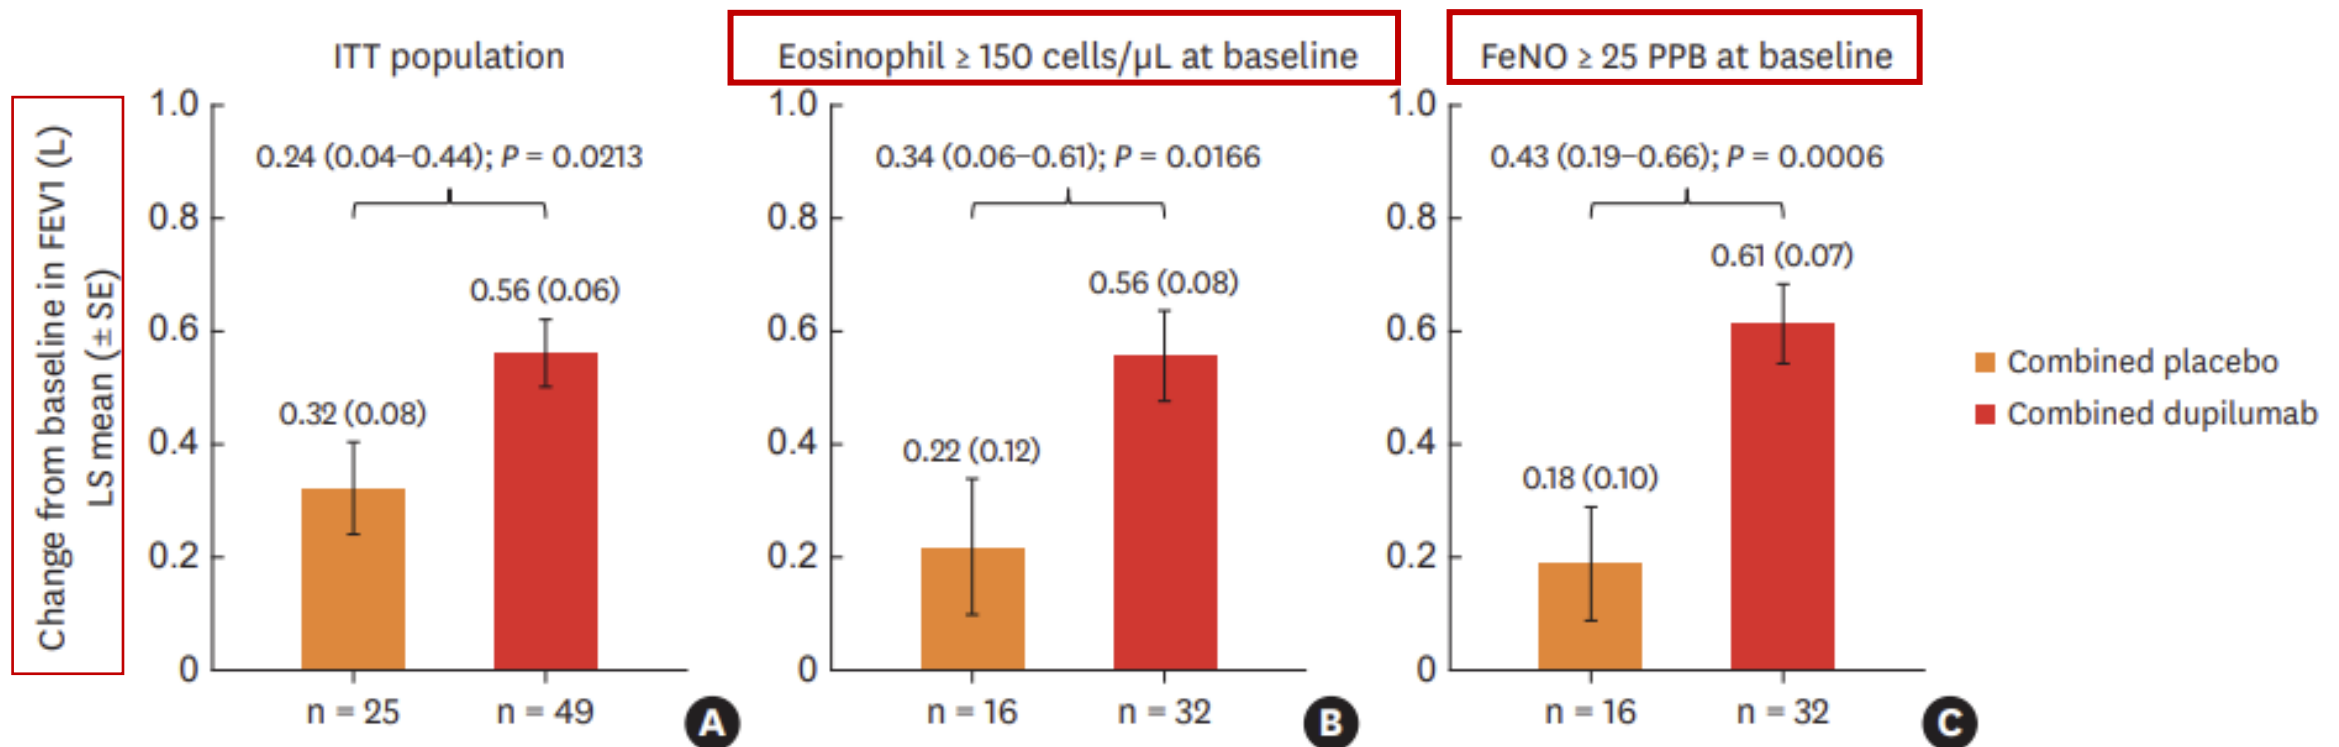 ITT population
Eosinophil ≥ 150 cells/µL at baseline
FeNO ≥ 25 PPB at baseline
Change from baseline in FEV1 (L)
LS mean (± SE)
1.0
0.8
0.6
0.4
0.2
0
0.24 (0.04–0.44); P = 0.0213
0.32 (0.08)
0.56 (0.06)
n = 25
n = 49
A
1.0
0.8
0.6
0.4
0.2
0
0.34 (0.06–0.61); P = 0.0166
0.22 (0.12)
0.56 (0.08)
n = 16
n = 32
B
1.0
0.8
0.6
0.4
0.2
0
0.43 (0.19–0.66); P = 0.0006
0.18 (0.10)
0.61 (0.07)
n = 16
n = 32
C
Combined placebo
Combined dupilumab